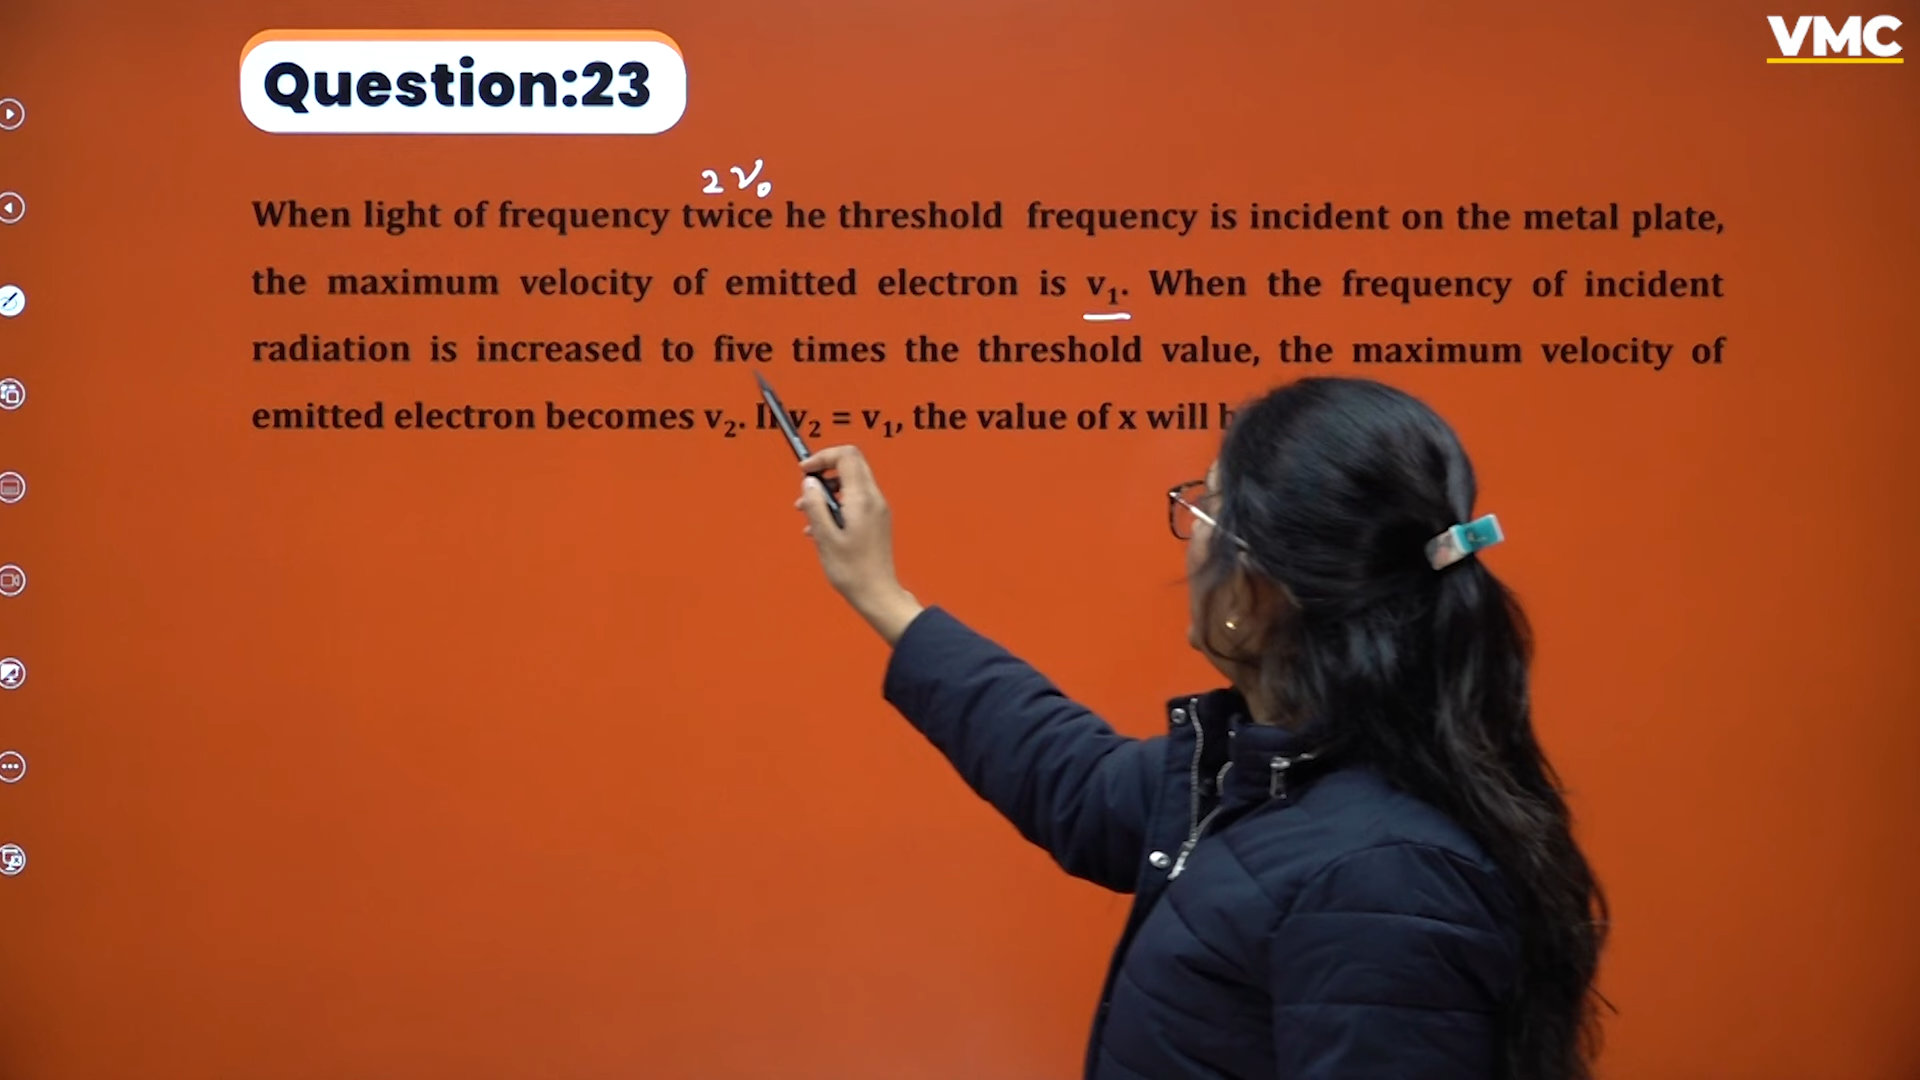 VMC
Question:23
2ν₀
When light of frequency twice he threshold frequency is incident on the metal plate,
the maximum velocity of emitted electron is v₁. When the frequency of incident
radiation is increased to five times the threshold value, the maximum velocity of
emitted electron becomes v₂. v₂ = v₁, the value of x will